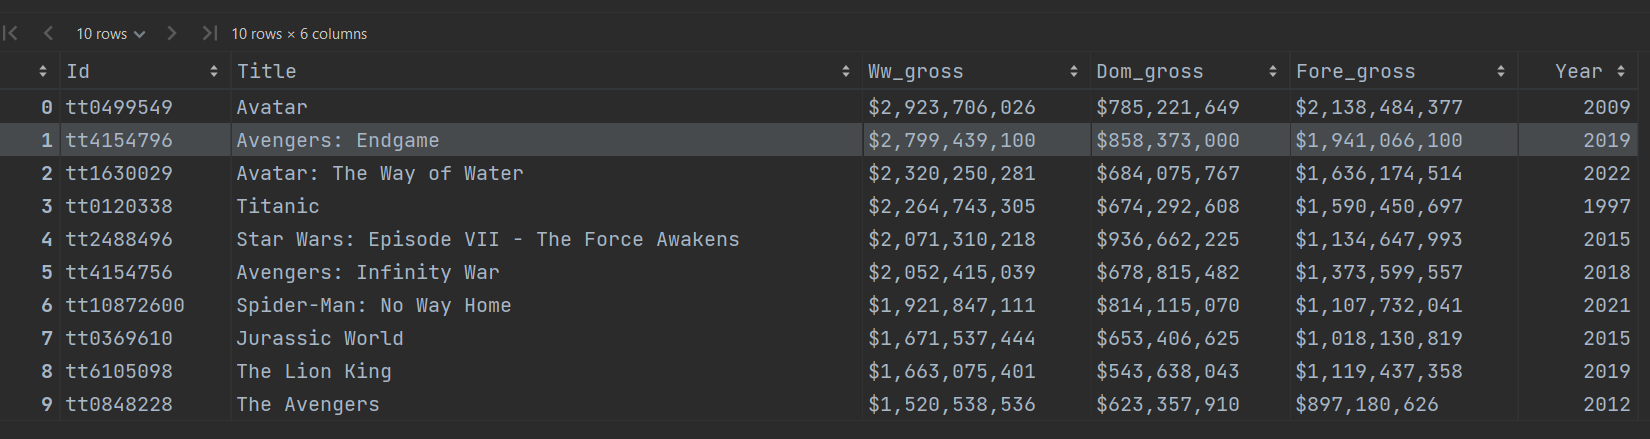 10 rows 10 rows × 6 columns
Id Title Ww_gross Dom_gross Fore_gross Year
0 tt0499549 Avatar $2,923,706,026 $785,221,649 $2,138,484,377 2009
1 tt4154796 Avengers: Endgame $2,799,439,100 $858,373,000 $1,941,066,100 2019
2 tt1630029 Avatar: The Way of Water $2,320,250,281 $684,075,767 $1,636,174,514 2022
3 tt0120338 Titanic $2,264,743,305 $674,292,608 $1,590,450,697 1997
4 tt2488496 Star Wars: Episode VII - The Force Awakens $2,071,310,218 $936,662,225 $1,134,647,993 2015
5 tt4154756 Avengers: Infinity War $2,052,415,039 $678,815,482 $1,373,599,557 2018
6 tt10872600 Spider-Man: No Way Home $1,921,847,111 $814,115,070 $1,107,732,041 2021
7 tt0369610 Jurassic World $1,671,537,444 $653,406,625 $1,018,130,819 2015
8 tt6105098 The Lion King $1,663,075,401 $543,638,043 $1,119,437,358 2019
9 tt0848228 The Avengers $1,520,538,536 $623,357,910 $897,180,626 2012